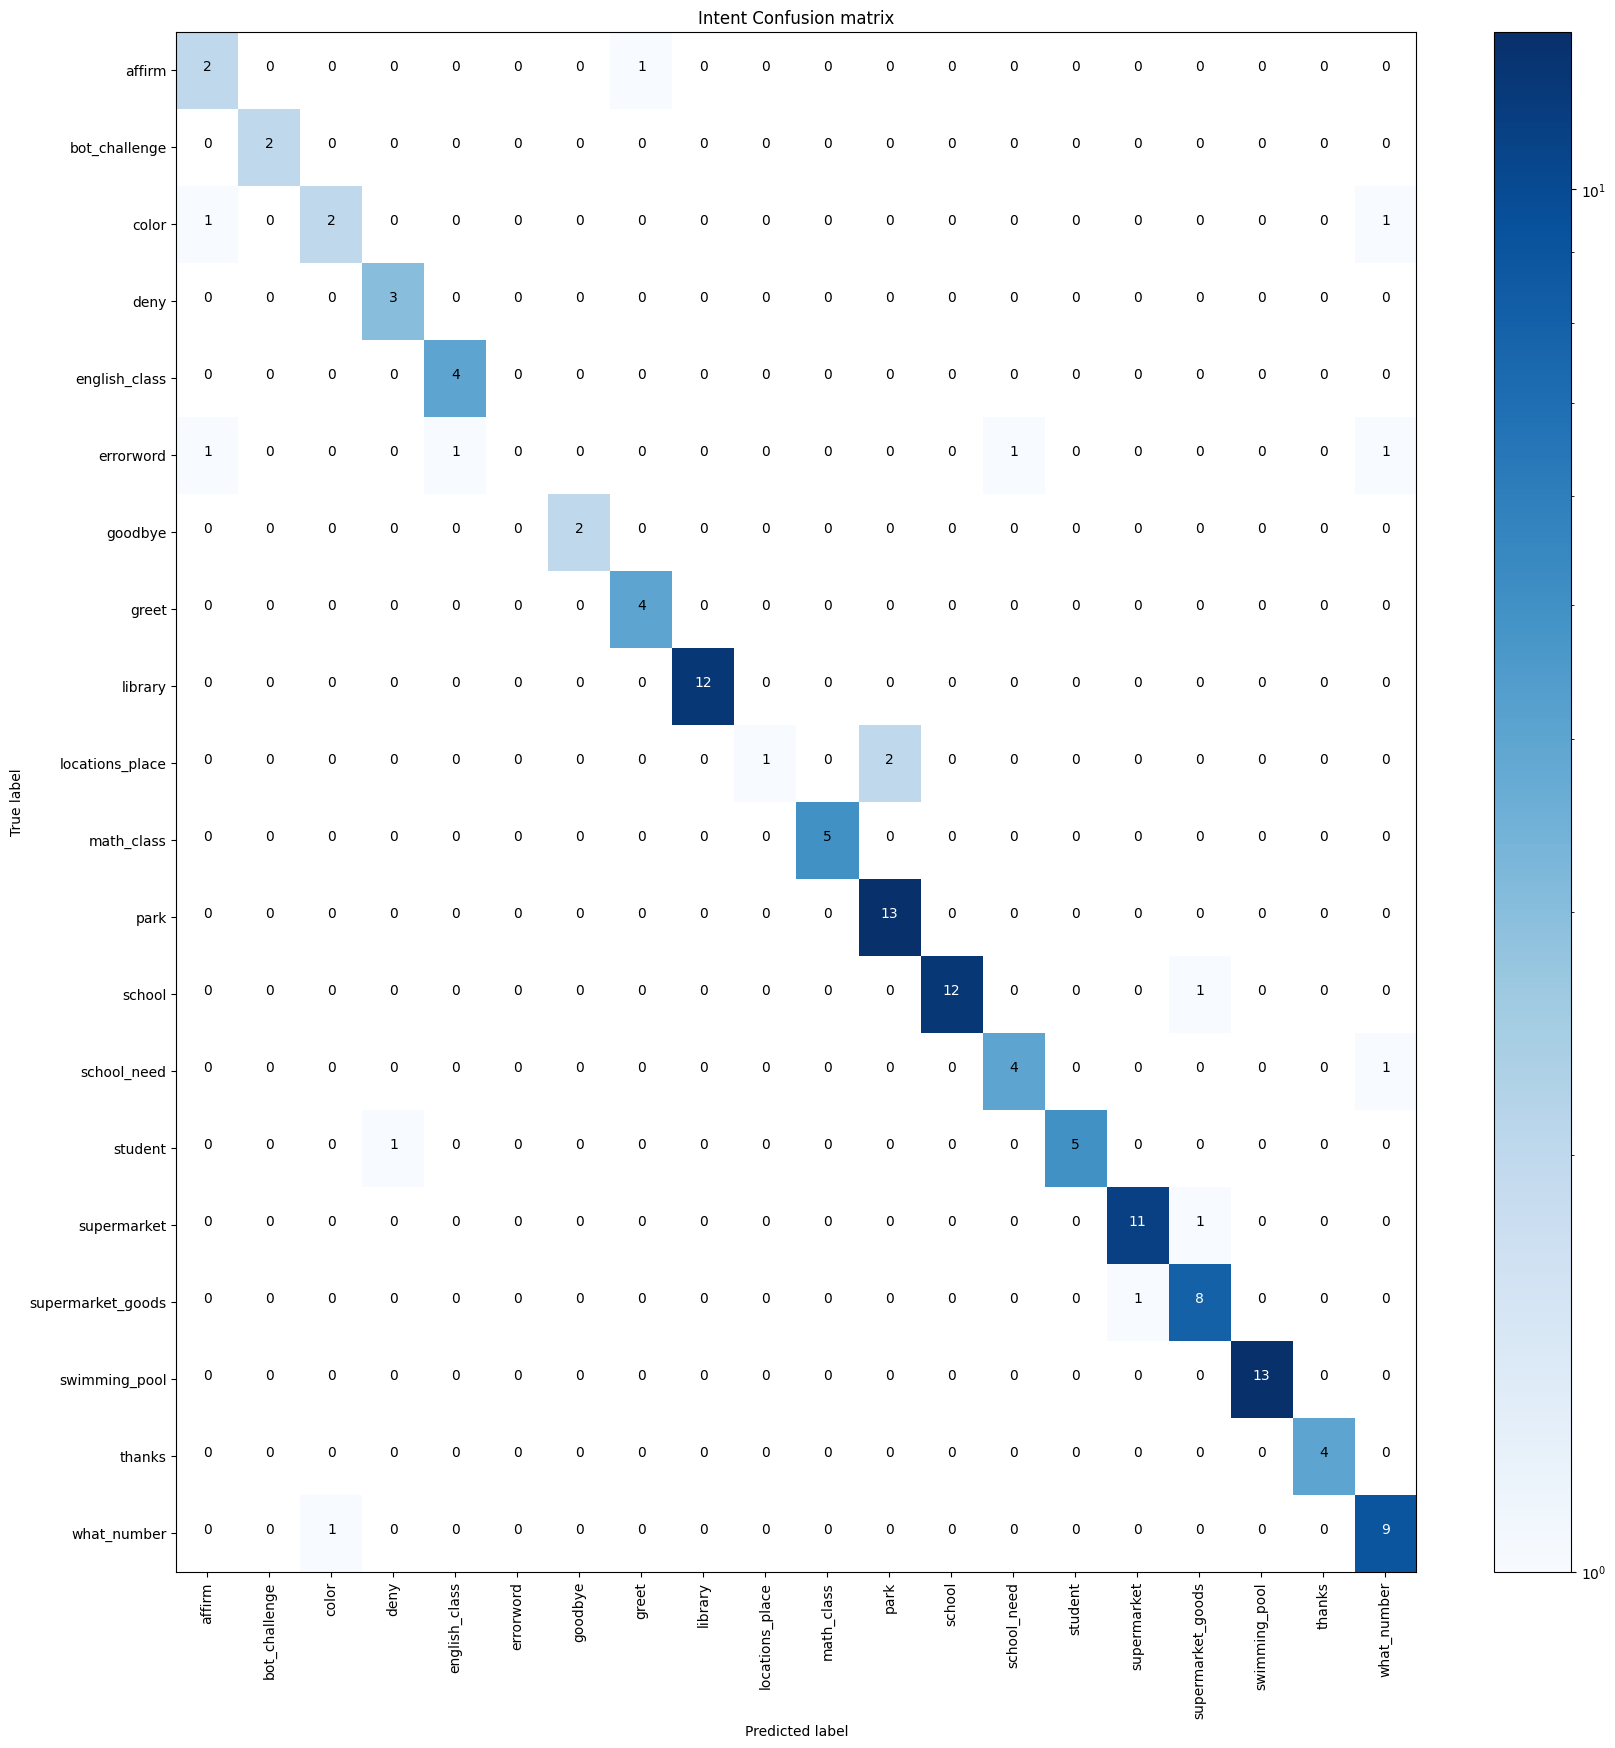 Intent Confusion matrix
affirm 2 0 0 0 0 0 0 1 0 0 0 0 0 0 0 0 0 0 0 0
bot_challenge 0 2 0 0 0 0 0 0 0 0 0 0 0 0 0 0 0 0 0 0
color 1 0 2 0 0 0 0 0 0 0 0 0 0 0 0 0 0 0 0 1
deny 0 0 0 3 0 0 0 0 0 0 0 0 0 0 0 0 0 0 0 0
english_class 0 0 0 0 4 0 0 0 0 0 0 0 0 0 0 0 0 0 0 0
errorword 1 0 0 0 1 0 0 0 0 0 0 0 0 1 0 0 0 0 0 1
goodbye 0 0 0 0 0 0 2 0 0 0 0 0 0 0 0 0 0 0 0 0
greet 0 0 0 0 0 0 0 4 0 0 0 0 0 0 0 0 0 0 0 0
library 0 0 0 0 0 0 0 0 12 0 0 0 0 0 0 0 0 0 0 0
locations_place 0 0 0 0 0 0 0 0 0 1 0 2 0 0 0 0 0 0 0 0
math_class 0 0 0 0 0 0 0 0 0 0 5 0 0 0 0 0 0 0 0 0
park 0 0 0 0 0 0 0 0 0 0 0 13 0 0 0 0 0 0 0 0
school 0 0 0 0 0 0 0 0 0 0 0 0 12 0 0 0 1 0 0 0
school_need 0 0 0 0 0 0 0 0 0 0 0 0 0 4 0 0 0 0 0 1
student 0 0 0 1 0 0 0 0 0 0 0 0 0 0 5 0 0 0 0 0
supermarket 0 0 0 0 0 0 0 0 0 0 0 0 0 0 0 11 1 0 0 0
supermarket_goods 0 0 0 0 0 0 0 0 0 0 0 0 0 0 0 1 8 0 0 0
swimming_pool 0 0 0 0 0 0 0 0 0 0 0 0 0 0 0 0 0 13 0 0
thanks 0 0 0 0 0 0 0 0 0 0 0 0 0 0 0 0 0 0 4 0
what_number 0 0 1 0 0 0 0 0 0 0 0 0 0 0 0 0 0 0 0 9
True label
affirm
bot_challenge
color
deny
english_class
errorword
goodbye
greet
library
locations_place
math_class
park
school
school_need
student
supermarket
supermarket_goods
swimming_pool
thanks
what_number
Predicted label
10¹
10⁰